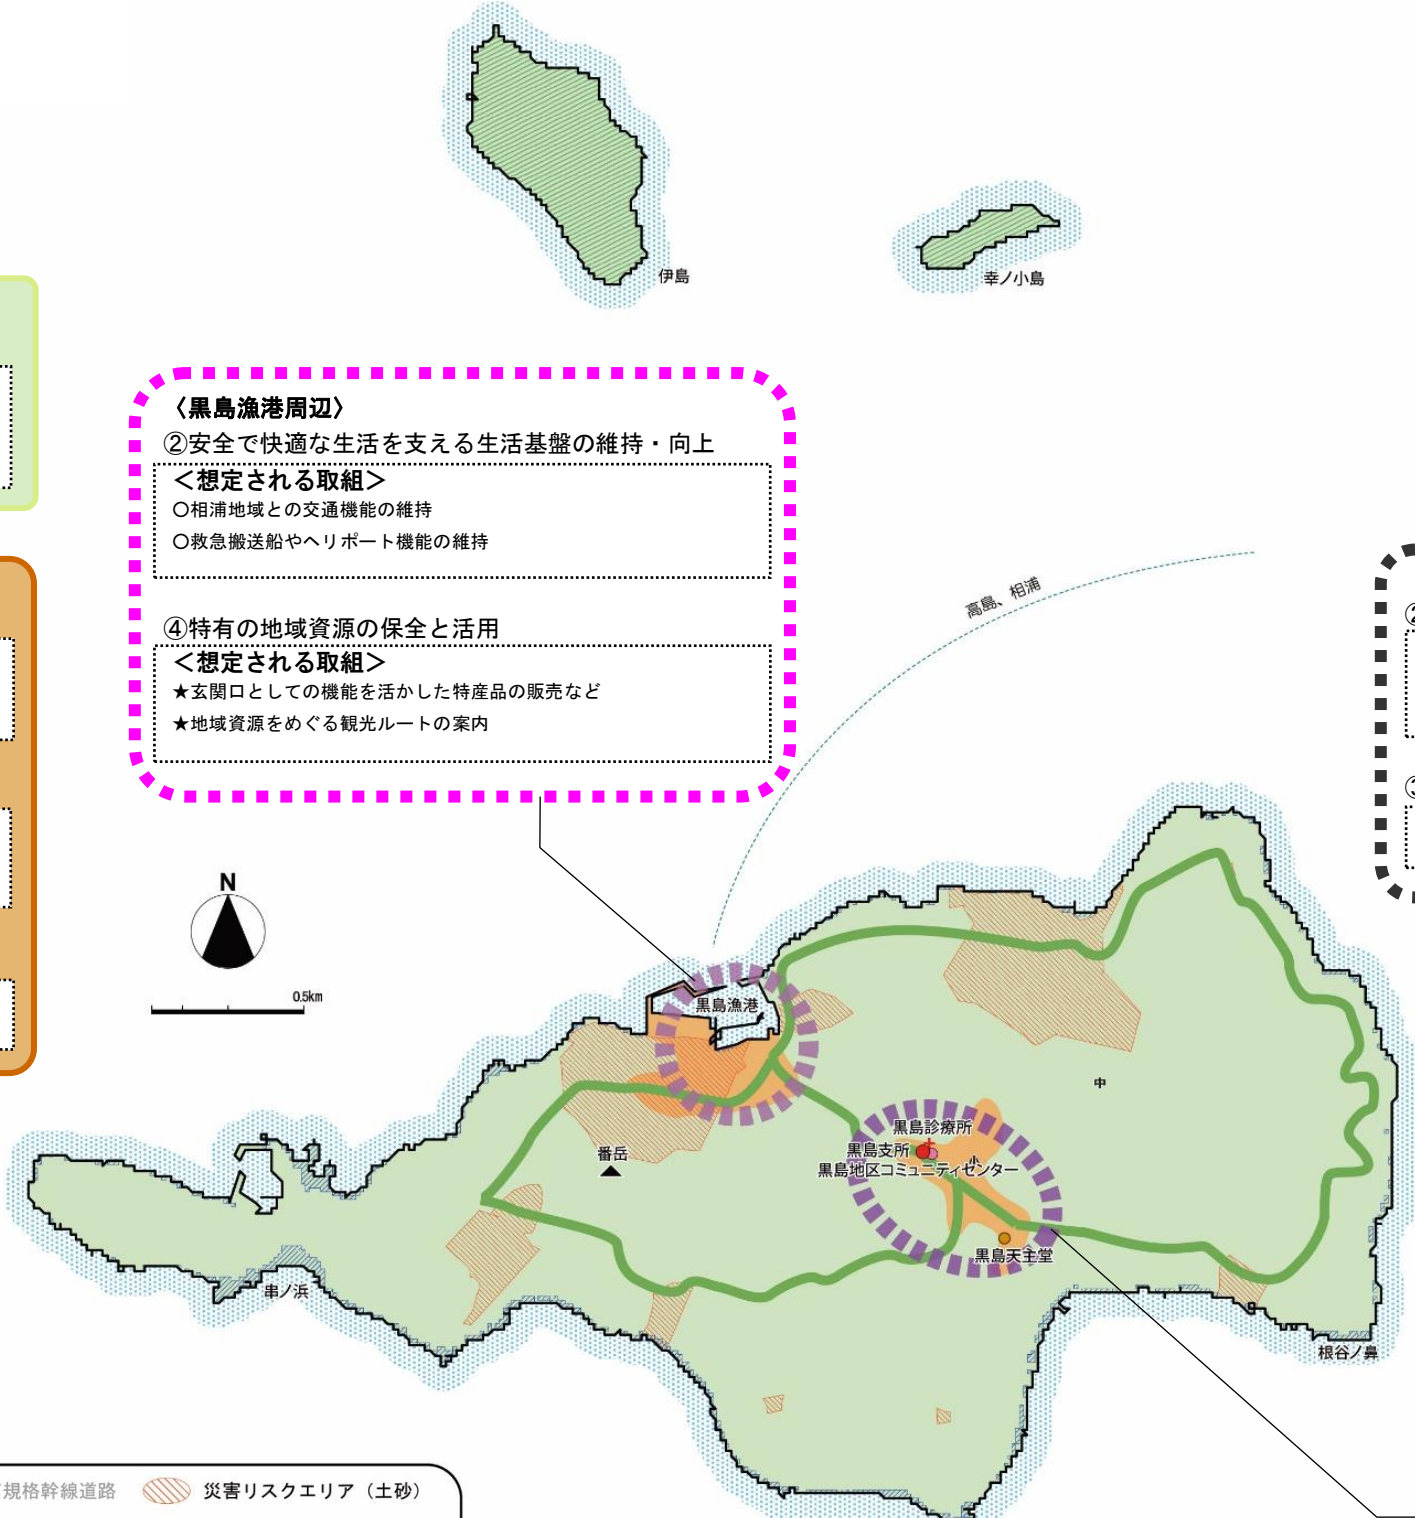 伊島
幸ノ小島
〈黒島漁港周辺〉
②安全で快適な生活を支える生活基盤の維持・向上
＜想定される取組＞
○相浦地域との交通機能の維持
○救急搬送船やヘリポート機能の維持
④特有の地域資源の保全と活用
＜想定される取組＞
★玄関口としての機能を活かした特産品の販売など
★地域資源をめぐる観光ルートの案内
高島、相浦
N
0.5km
黒島漁港
中
黒島診療所
黒島支所
小
黒島地区コミュニティセンター
番岳
黒島天主堂
串ノ浜
根谷ノ鼻
規格幹線道路
災害リスクエリア（土砂）